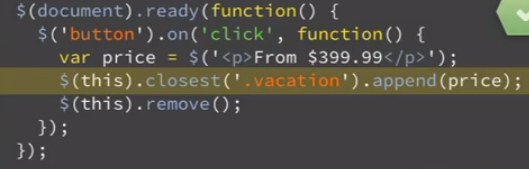 $(document).ready(function() {
  $('button').on('click', function() {
    var price = $('<p>From $399.99</p>');
    $(this).closest('.vacation').append(price);
    $(this).remove();
  });
});